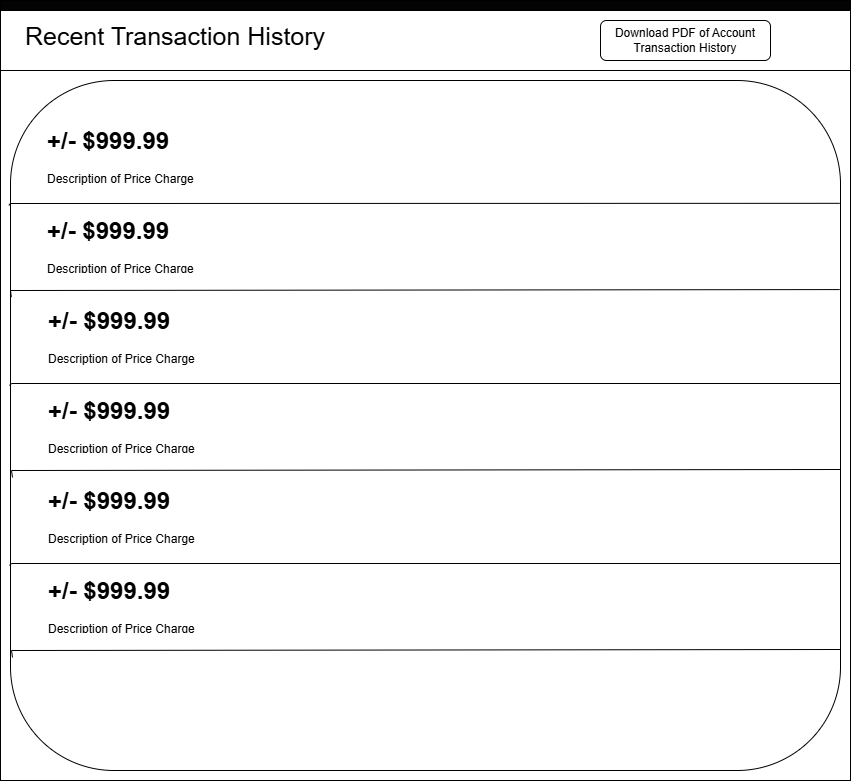 Recent Transaction History
Download PDF of Account
Transaction History
+/- $999.99
Description of Price Charge
+/- $999.99
Description of Price Charge
+/- $999.99
Description of Price Charge
+/- $999.99
Description of Price Charge
+/- $999.99
Description of Price Charge
+/- $999.99
Description of Price Charge